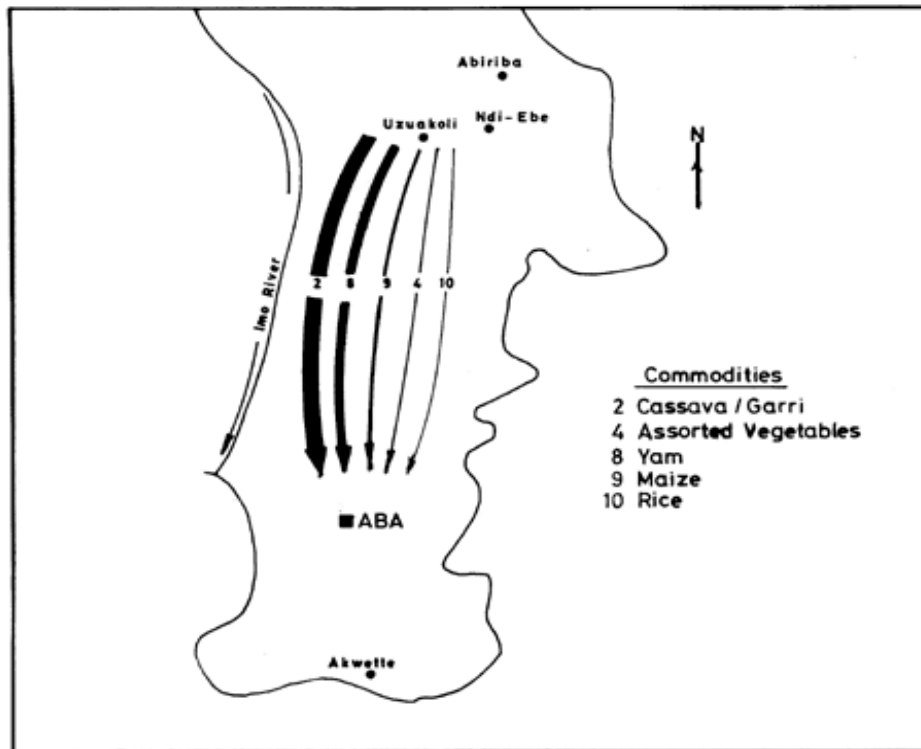 Abiriba
Ndi-Ebe
Uzuakoli
N
2 8 9 4 10
Imo River
Commodities
2 Cassava / Garri
4 Assorted Vegetables
8 Yam
9 Maize
10 Rice
ABA
Akwette